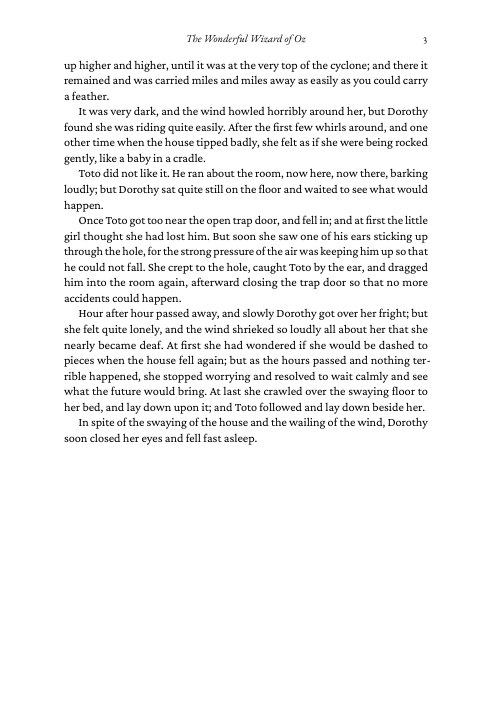 The Wonderful Wizard of Oz 3
up higher and higher, until it was at the very top of the cyclone; and there it
remained and was carried miles and miles away as easily as you could carry
a feather.
It was very dark, and the wind howled horribly around her, but Dorothy
found she was riding quite easily. After the first few whirls around, and one
other time when the house tipped badly, she felt as if she were being rocked
gently, like a baby in a cradle.
Toto did not like it. He ran about the room, now here, now there, barking
loudly; but Dorothy sat quite still on the floor and waited to see what would
happen.
Once Toto got too near the open trap door, and fell in; and at first the little
girl thought she had lost him. But soon she saw one of his ears sticking up
through the hole, for the strong pressure of the air was keeping him up so that
he could not fall. She crept to the hole, caught Toto by the ear, and dragged
him into the room again, afterward closing the trap door so that no more
accidents could happen.
Hour after hour passed away, and slowly Dorothy got over her fright; but
she felt quite lonely, and the wind shrieked so loudly all about her that she
nearly became deaf. At first she had wondered if she would be dashed to
pieces when the house fell again; but as the hours passed and nothing ter-
rible happened, she stopped worrying and resolved to wait calmly and see
what the future would bring. At last she crawled over the swaying floor to
her bed, and lay down upon it; and Toto followed and lay down beside her.
In spite of the swaying of the house and the wailing of the wind, Dorothy
soon closed her eyes and fell fast asleep.